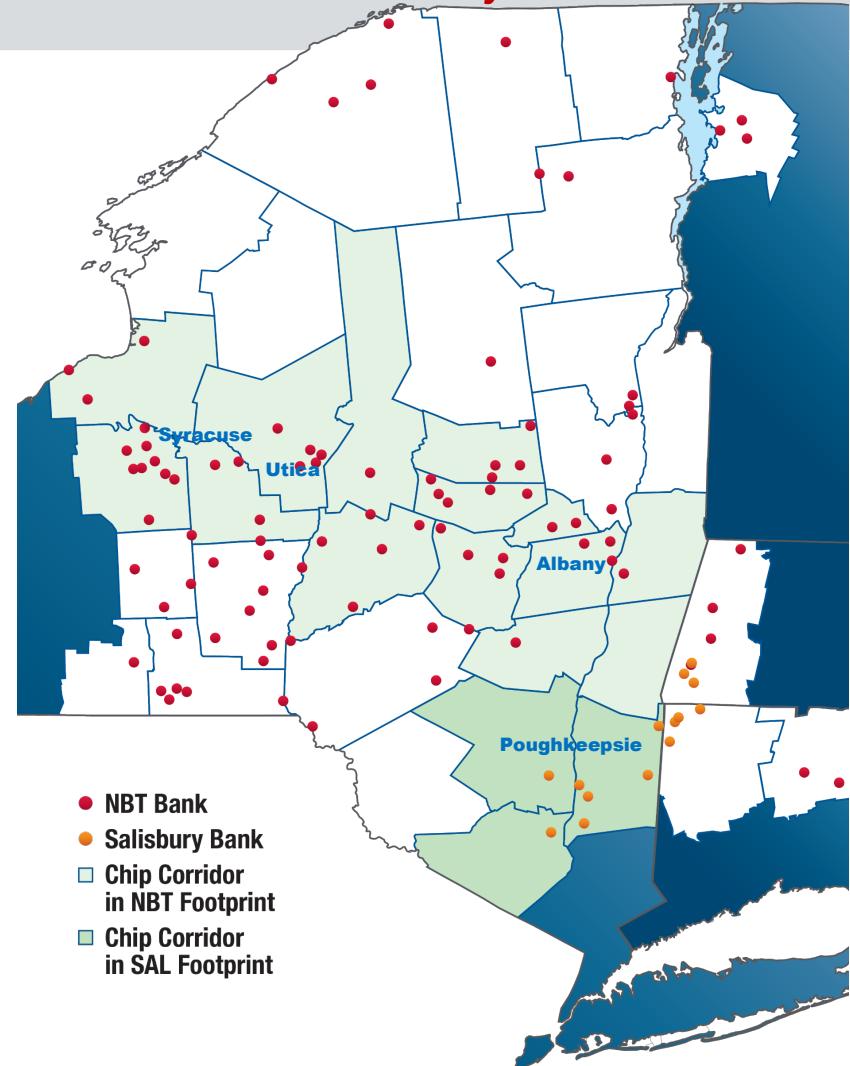 Syracuse
Utica
Albany
Poughkeepsie
NBT Bank
Salisbury Bank
Chip Corridor
in NBT Footprint
Chip Corridor
in SAL Footprint